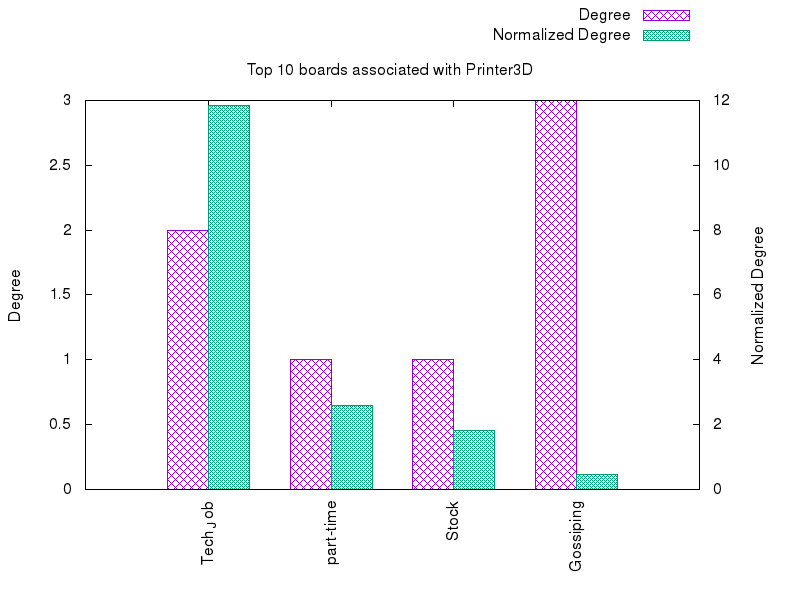 Degree
Normalized Degree
Top 10 boards associated with Printer3D
3
2.5
2
1.5
1
0.5
0
12
10
8
6
4
2
0
Degree
Normalized Degree
Tech_Job
part-time
Stock
Gossiping